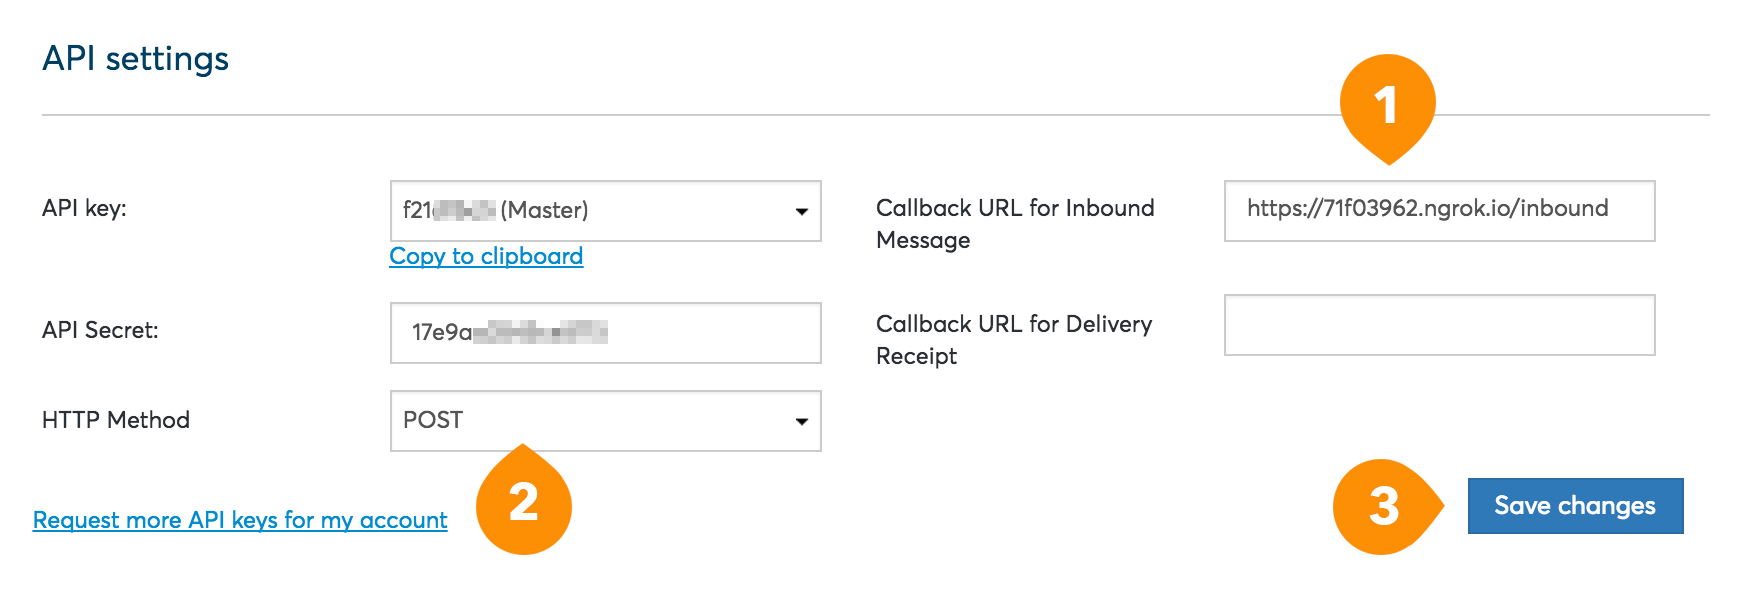 API settings
1
API key:
f21 (Master)
Copy to clipboard
Callback URL for Inbound
Message
https://71f03962.ngrok.io/inbound
API Secret:
17e9a
Callback URL for Delivery
Receipt
HTTP Method
POST
2
Request more API keys for my account
3
Save changes